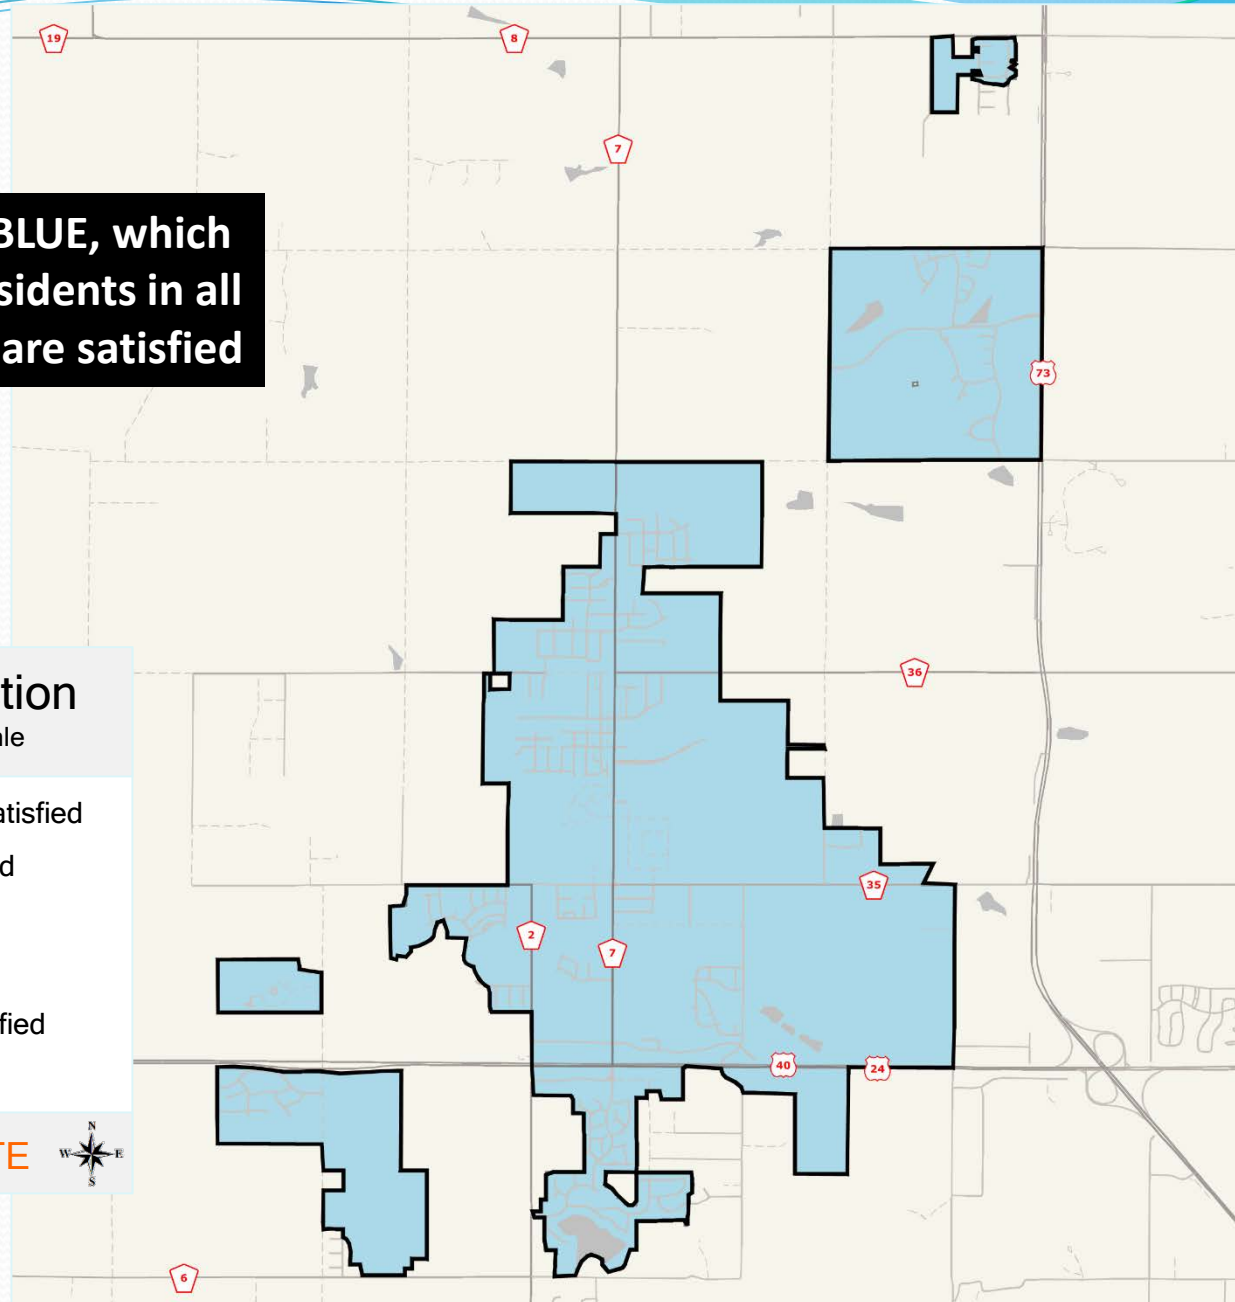 19
8
7
BLUE, which
sidents in all
are satisfied
73
tion
ale
36
atisfied
d
35
2
7
fied
40
24
TE
N
W E
S
6